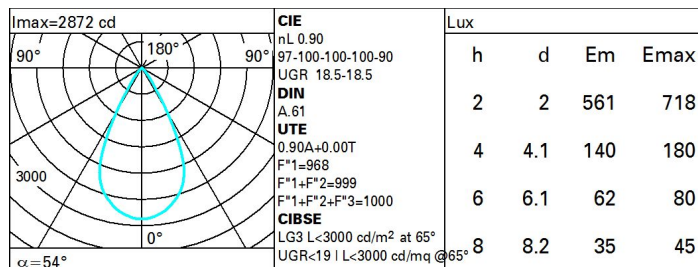 Imax=2872 cd
90°
180°
90°
3000
0°
α=54°
CIE
nL 0.90
97-100-100-100-90
UGR 18.5-18.5
DIN
A.61
UTE
0.90A+0.00T
F"1=968
F"1+F"2=999
F"1+F"2+F"3=1000
CIBSE
LG3 L<3000 cd/m² at 65°
UGR<19 | L<3000 cd/mq @65°
Lux
h d Em Emax
2 2 561 718
4 4.1 140 180
6 6.1 62 80
8 8.2 35 45